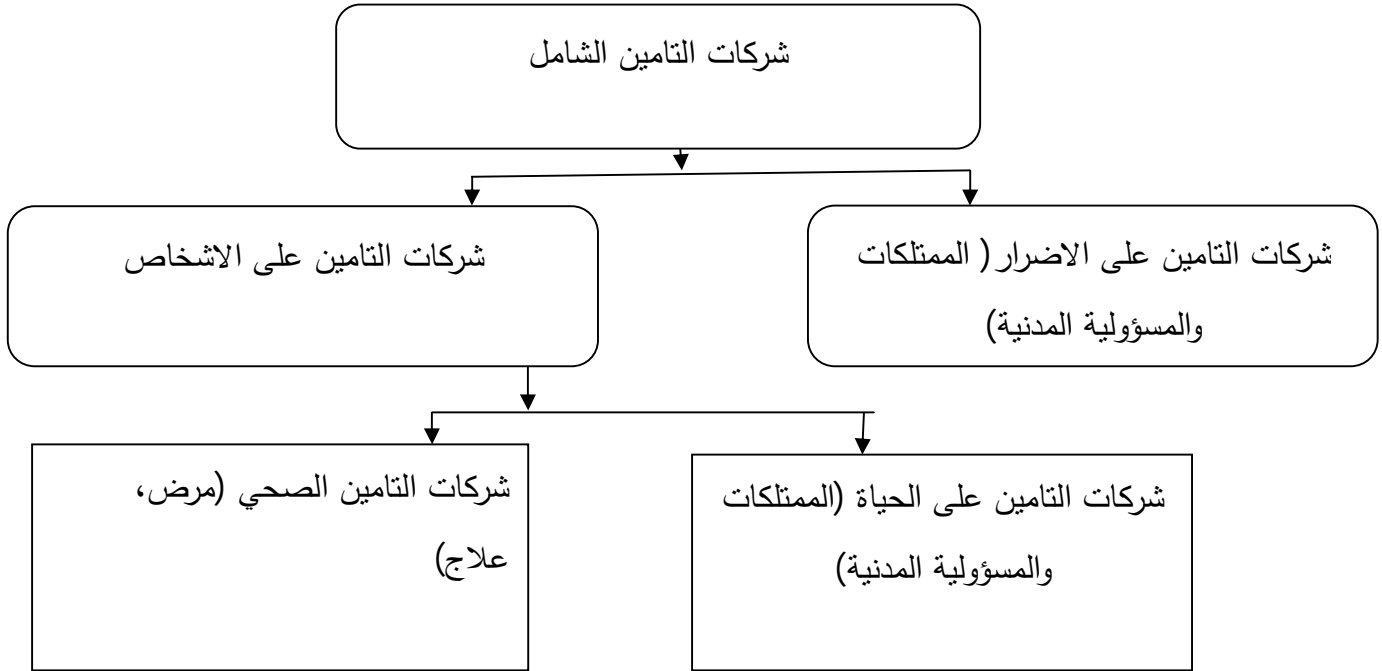 شركات التامين الشامل
شركات التامين على الاضرار ( الممتلكات
والمسؤولية المدنية)
شركات التامين على الاشخاص
شركات التامين على الحياة (الممتلكات
والمسؤولية المدنية)
شركات التامين الصحي (مرض،
علاج)